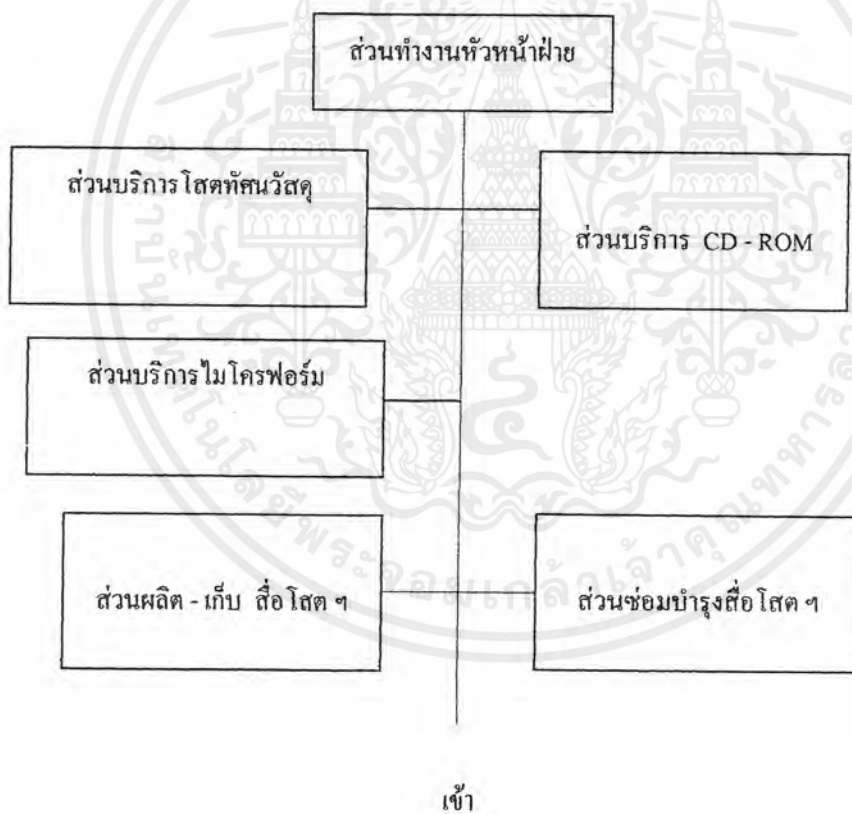 ส่วนทำงานหัวหน้าฝ่าย
ส่วนบริการโสตทัศนวัสดุ
ส่วนบริการ CD - ROM
ส่วนบริการไมโครฟอร์ม
ส่วนผลิต - เก็บ สื่อโสต ฯ
ส่วนซ่อมบำรุงสื่อโสต ฯ
เข้า